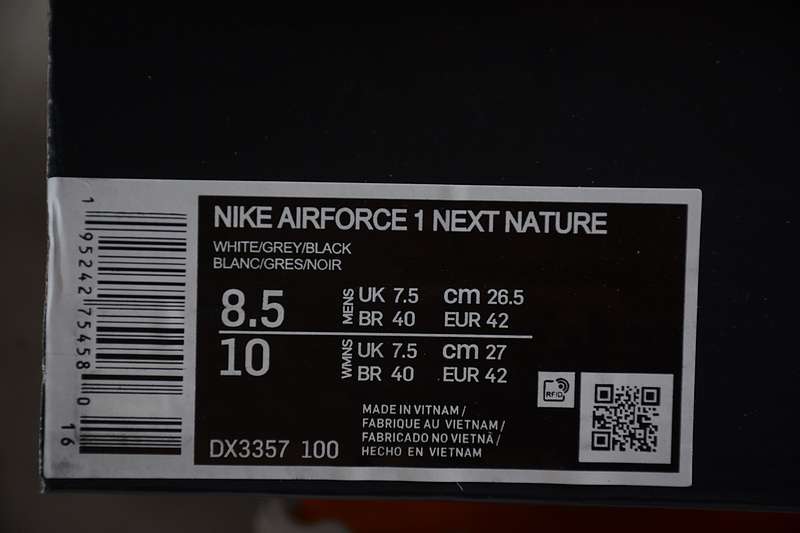 NIKE AIRFORCE 1 NEXT NATURE
WHITE/GREY/BLACK
BLANC/GRES/NOIR
8.5 MENS UK 7.5 cm 26.5
BR 40 EUR 42
10 WMNS UK 7.5 cm 27
BR 40 EUR 42
RFID
MADE IN VITNAM /
FABRIQUE AU VIETNAM /
FABRICADO NO VIETNÃ /
HECHO EN VIETNAM
DX3357 100
1 95242 75458 0 16